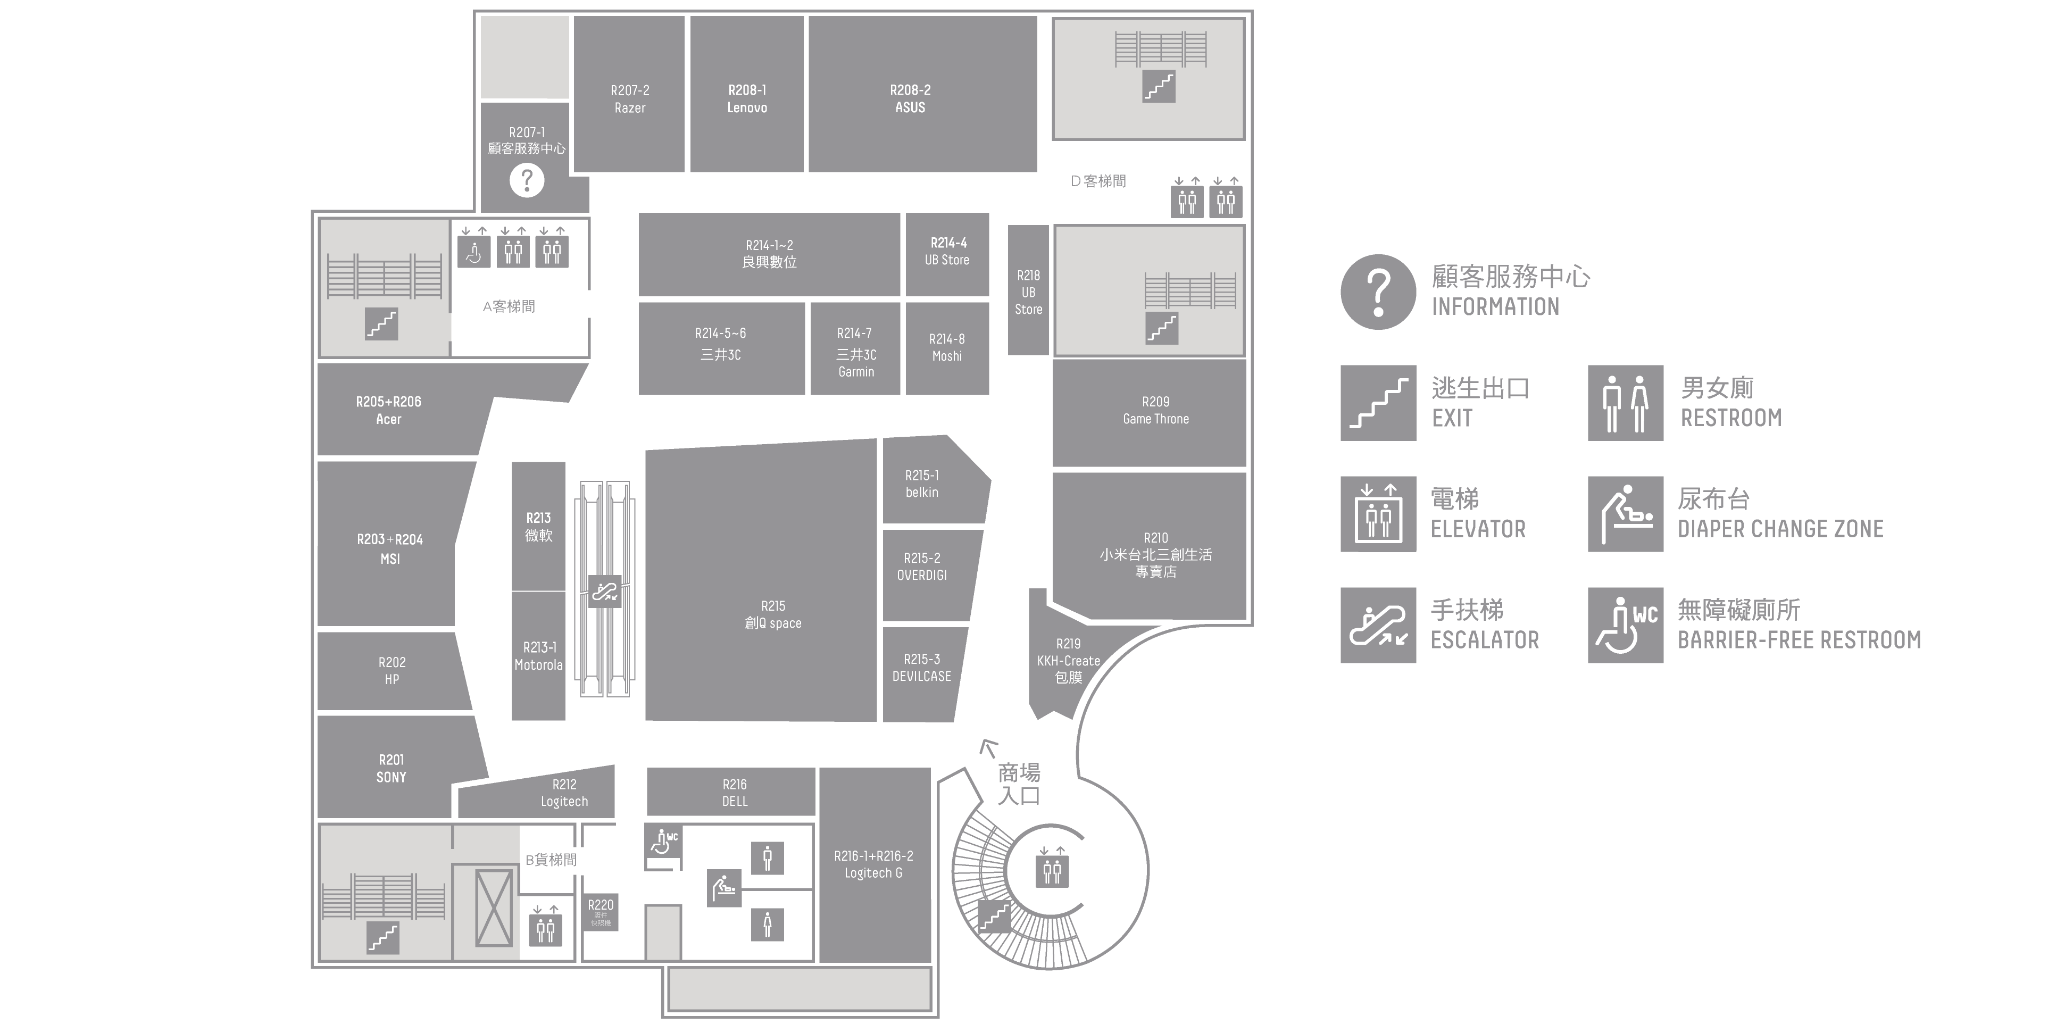 R207-2
Razer
R208-1
Lenovo
R208-2
ASUS
R207-1
顧客服務中心
?
D客梯間
A客梯間
R214-1~2
良興數位
R214-4
UB Store
R218
UB
Store
R214-5~6
三井3C
R214-7
三井3C
Garmin
R214-8
Moshi
R205+R206
Acer
R209
Game Throne
R203+R204
MSI
R213
微軟
R213-1
Motorola
R215
創Q space
R215-1
belkin
R215-2
OVERDIGI
R215-3
DEVILCASE
R210
小米台北三創生活
專賣店
R219
KKH-Create
包膜
R202
HP
R201
SONY
R212
Logitech
R216
DELL
商場
入口
B貨梯間
WC
R216-1+R216-2
Logitech G
R220
?
顧客服務中心
INFORMATION
逃生出口
EXIT
男女廁
RESTROOM
電梯
ELEVATOR
尿布台
DIAPER CHANGE ZONE
手扶梯
ESCALATOR
WC
無障礙廁所
BARRIER-FREE RESTROOM